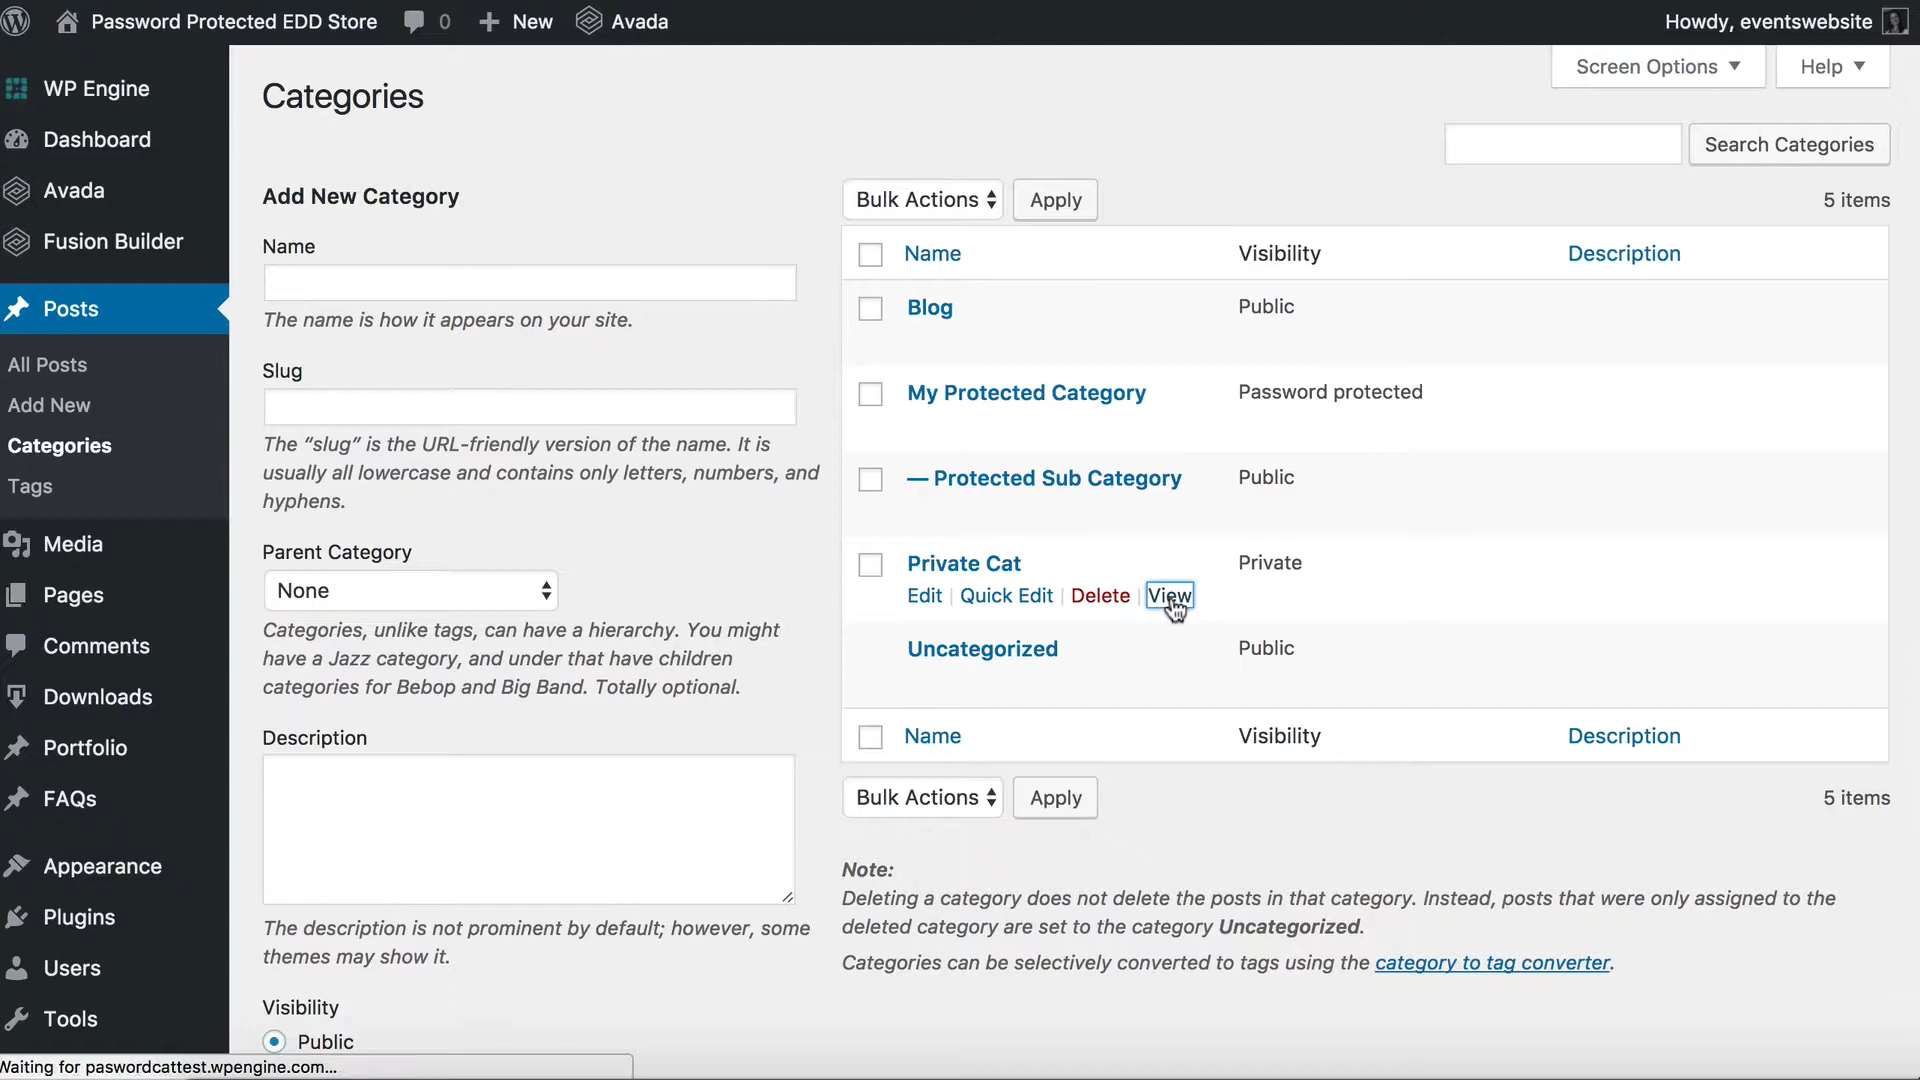 Password Protected EDD Store 0 New Avada Howdy, eventswebsite
Screen Options Help
WP Engine
Dashboard
Avada
Fusion Builder
Posts
All Posts
Add New
Categories
Tags
Media
Pages
Comments
Downloads
Portfolio
FAQs
Appearance
Plugins
Users
Tools
Categories
Search Categories
Add New Category
Name
The name is how it appears on your site.
Slug
The “slug” is the URL-friendly version of the name. It is
usually all lowercase and contains only letters, numbers, and
hyphens.
Parent Category
None
Categories, unlike tags, can have a hierarchy. You might
have a Jazz category, and under that have children
categories for Bebop and Big Band. Totally optional.
Description
The description is not prominent by default; however, some
themes may show it.
Visibility
Public
Bulk Actions Apply 5 items
Name Visibility Description
Blog Public
My Protected Category Password protected
— Protected Sub Category Public
Private Cat Private
Edit | Quick Edit | Delete | View
Uncategorized Public
Name Visibility Description
Bulk Actions Apply 5 items
Note:
Deleting a category does not delete the posts in that category. Instead, posts that were only assigned to the
deleted category are set to the category Uncategorized.
Categories can be selectively converted to tags using the category to tag converter.
Waiting for paswordcattest.wpengine.com...